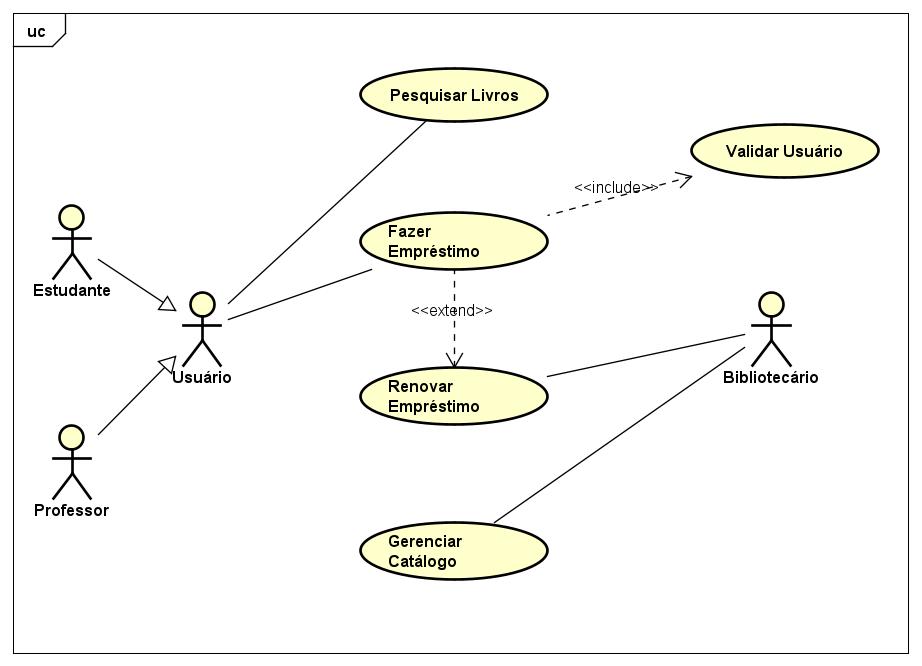 uc
Pesquisar Livros
Validar Usuário
<<include>>
Fazer
Empréstimo
Estudante
<<extend>>
Usuário
Bibliotecário
Renovar
Empréstimo
Professor
Gerenciar
Catálogo